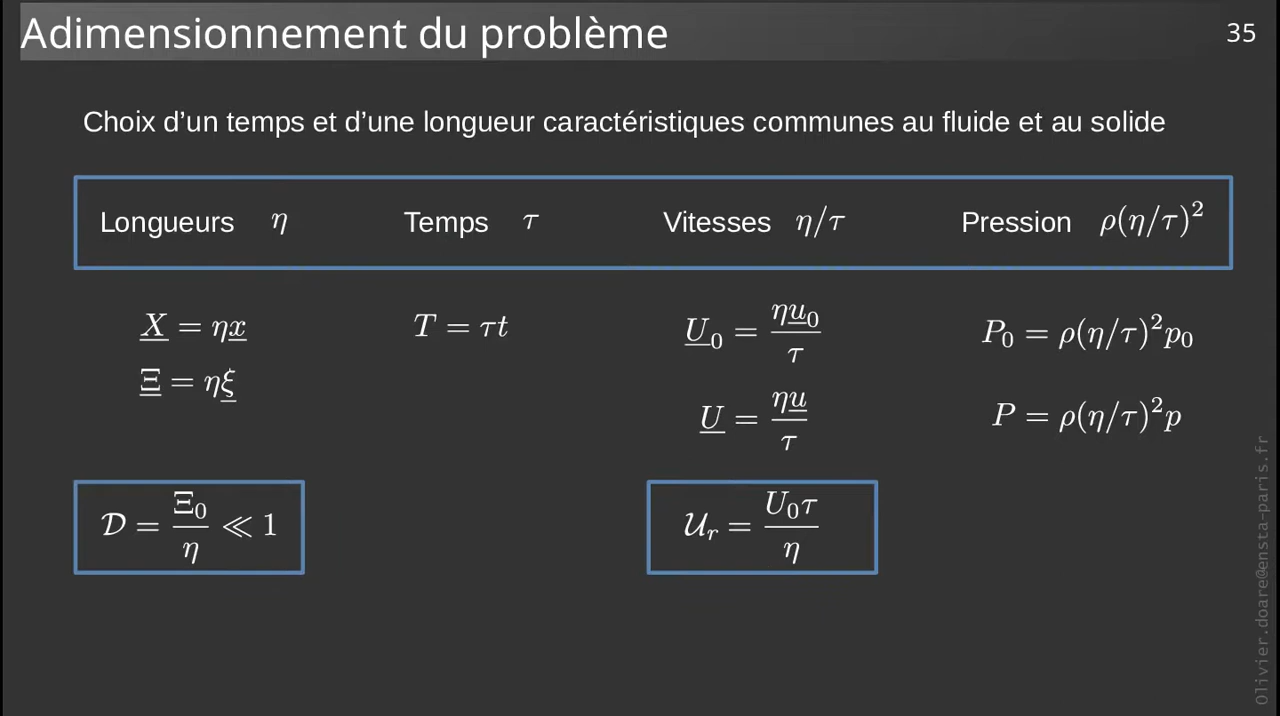 Adimensionnement du problème
35
Choix d’un temps et d’une longueur caractéristiques communes au fluide et au solide
Longueurs η Temps τ Vitesses η/τ Pression ρ(η/τ)²
X = ηx T = τt U₀ = ηu₀/τ P₀ = ρ(η/τ)²p₀
Ξ = ηξ
U = ηu/τ P = ρ(η/τ)²p
𝒟 = Ξ₀/η ≪ 1 𝒰ᵣ = U₀τ/η
Olivier.doare@ensta-paris.fr